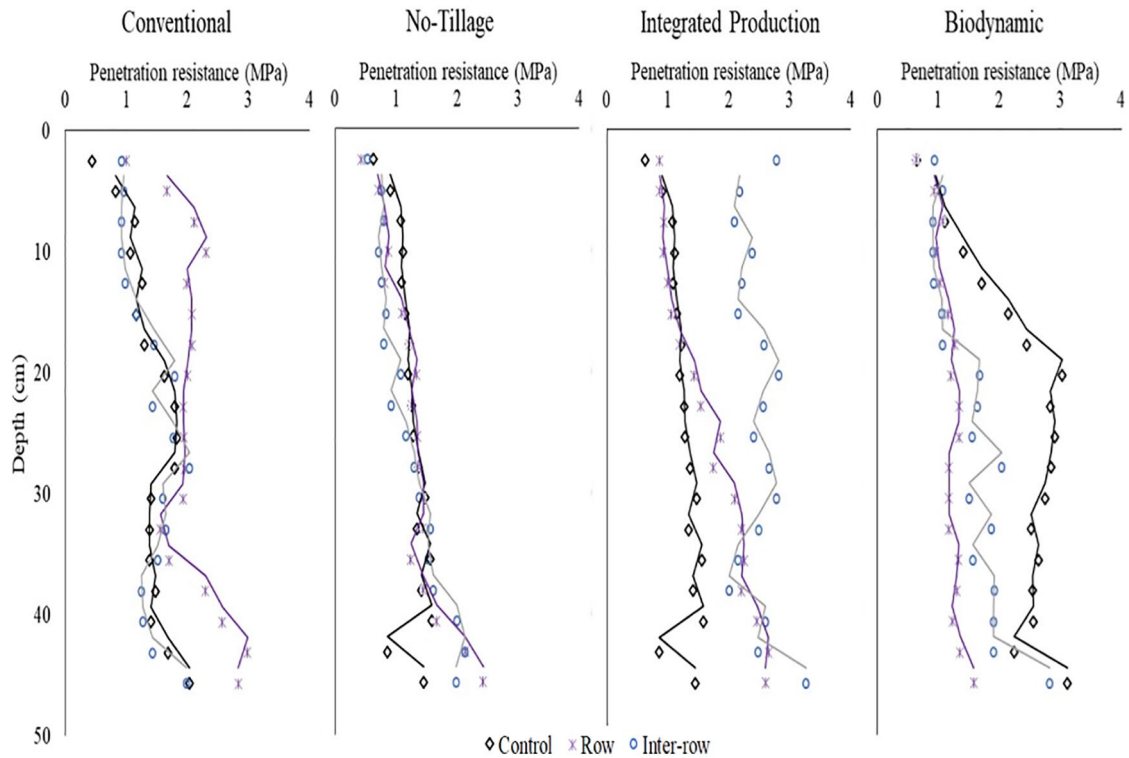 Conventional No-Tillage Integrated Production Biodynamic
Penetration resistance (MPa) Penetration resistance (MPa) Penetration resistance (MPa) Penetration resistance (MPa)
0 1 2 3 4 0 1 2 3 4 0 1 2 3 4 0 1 2 3 4
0
10
20
30
40
50
Depth (cm)
Control Row Inter-row